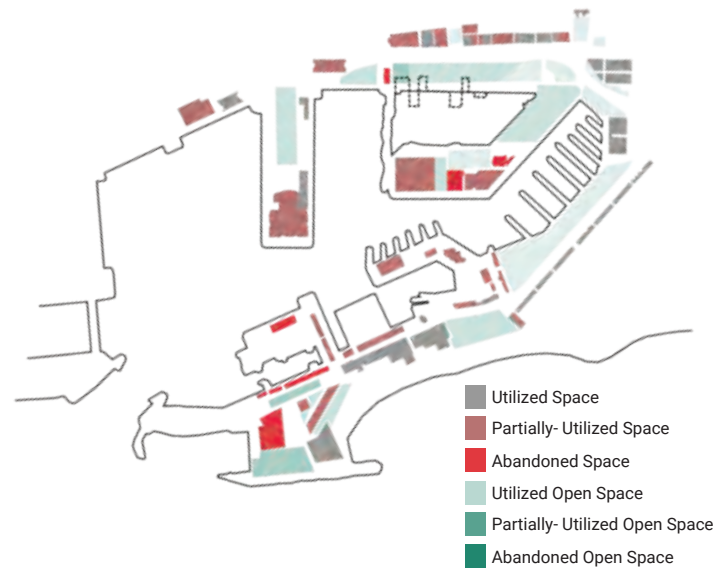 Utilized Space
Partially- Utilized Space
Abandoned Space
Utilized Open Space
Partially- Utilized Open Space
Abandoned Open Space